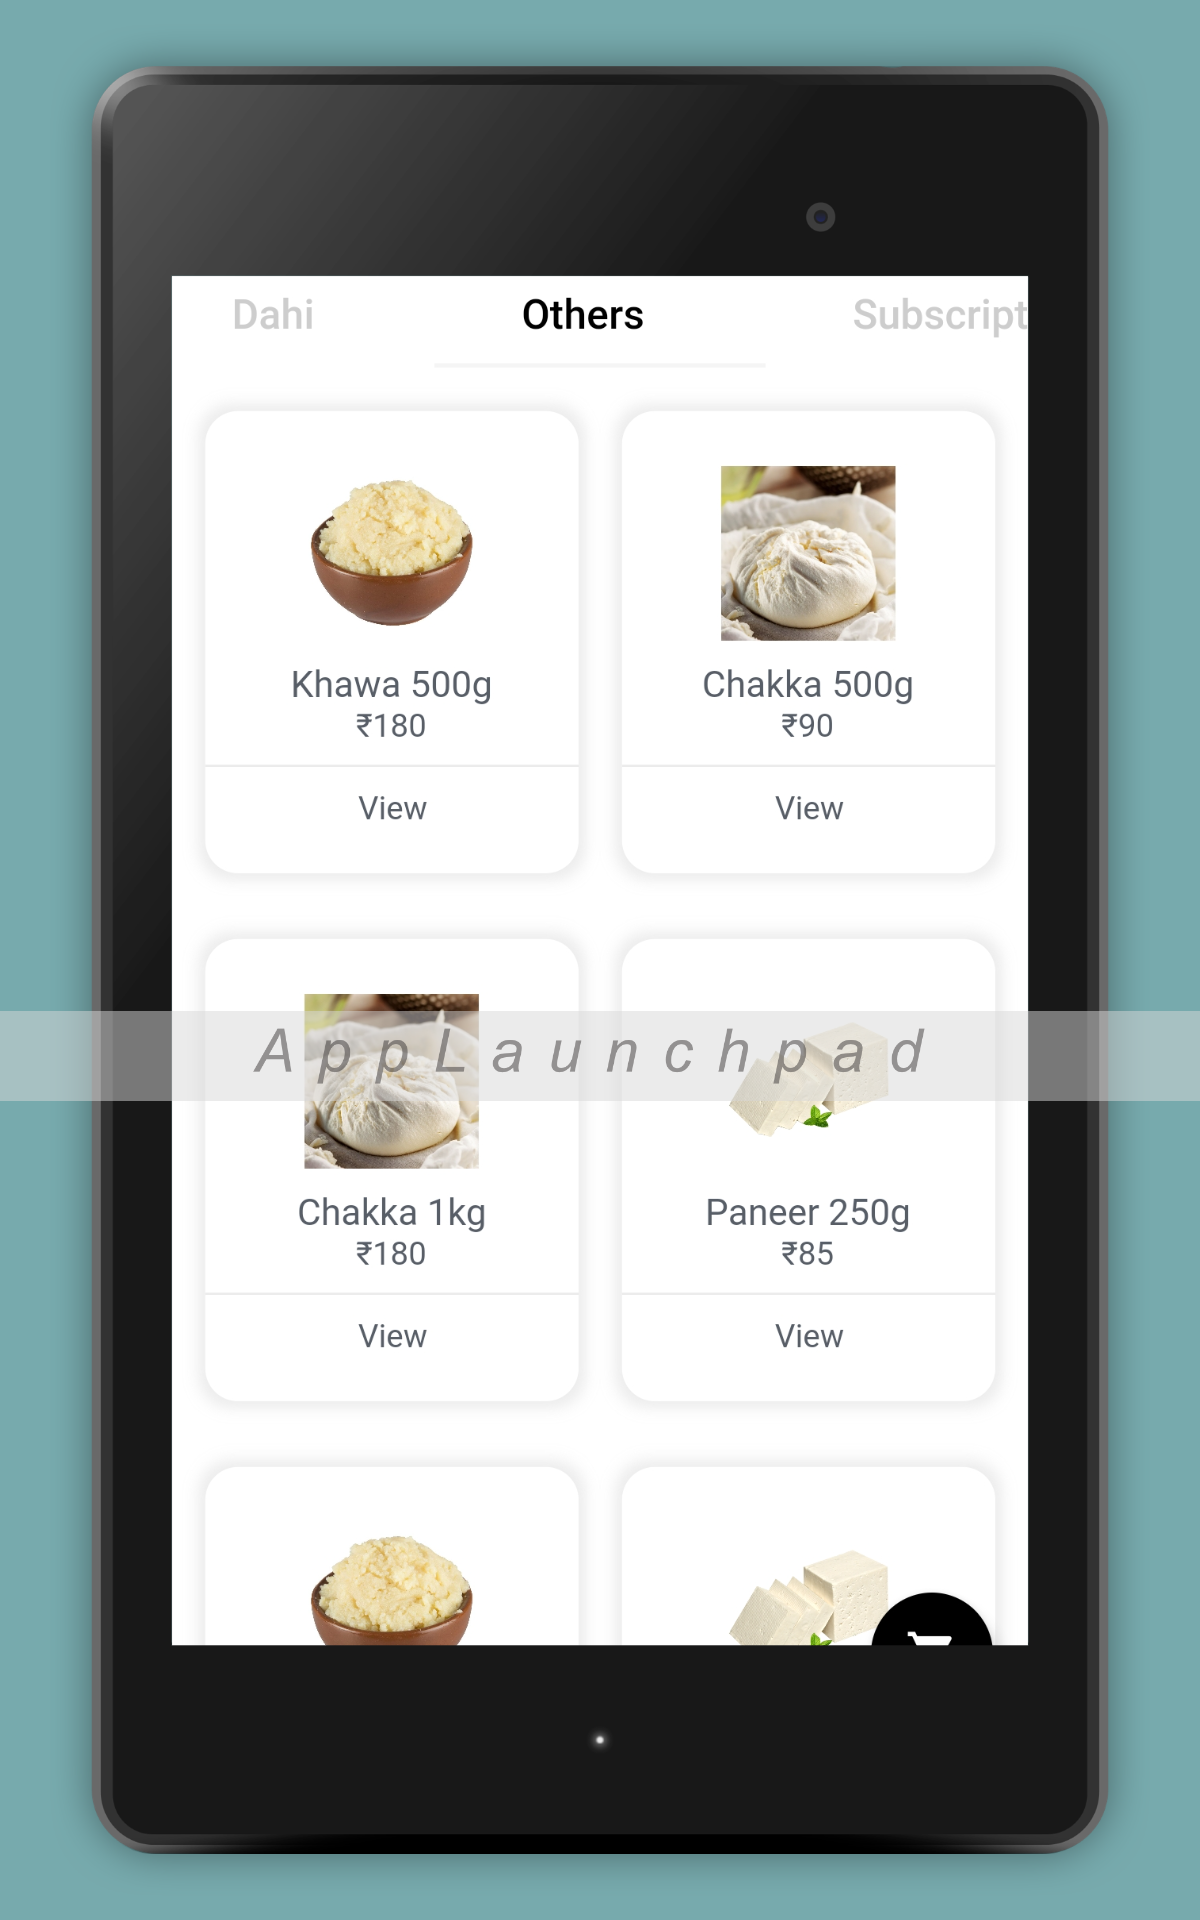 Dahi Others Subscript
Khawa 500g Chakka 500g
₹180 ₹90
View View
AppLaunchpad
Chakka 1kg Paneer 250g
₹180 ₹85
View View